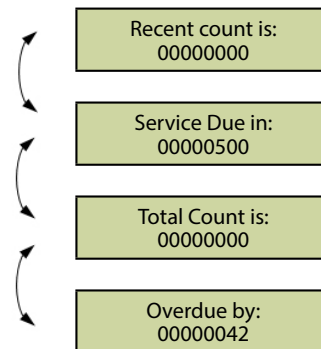 Recent count is:
00000000
Service Due in:
00000500
Total Count is:
00000000
Overdue by:
00000042